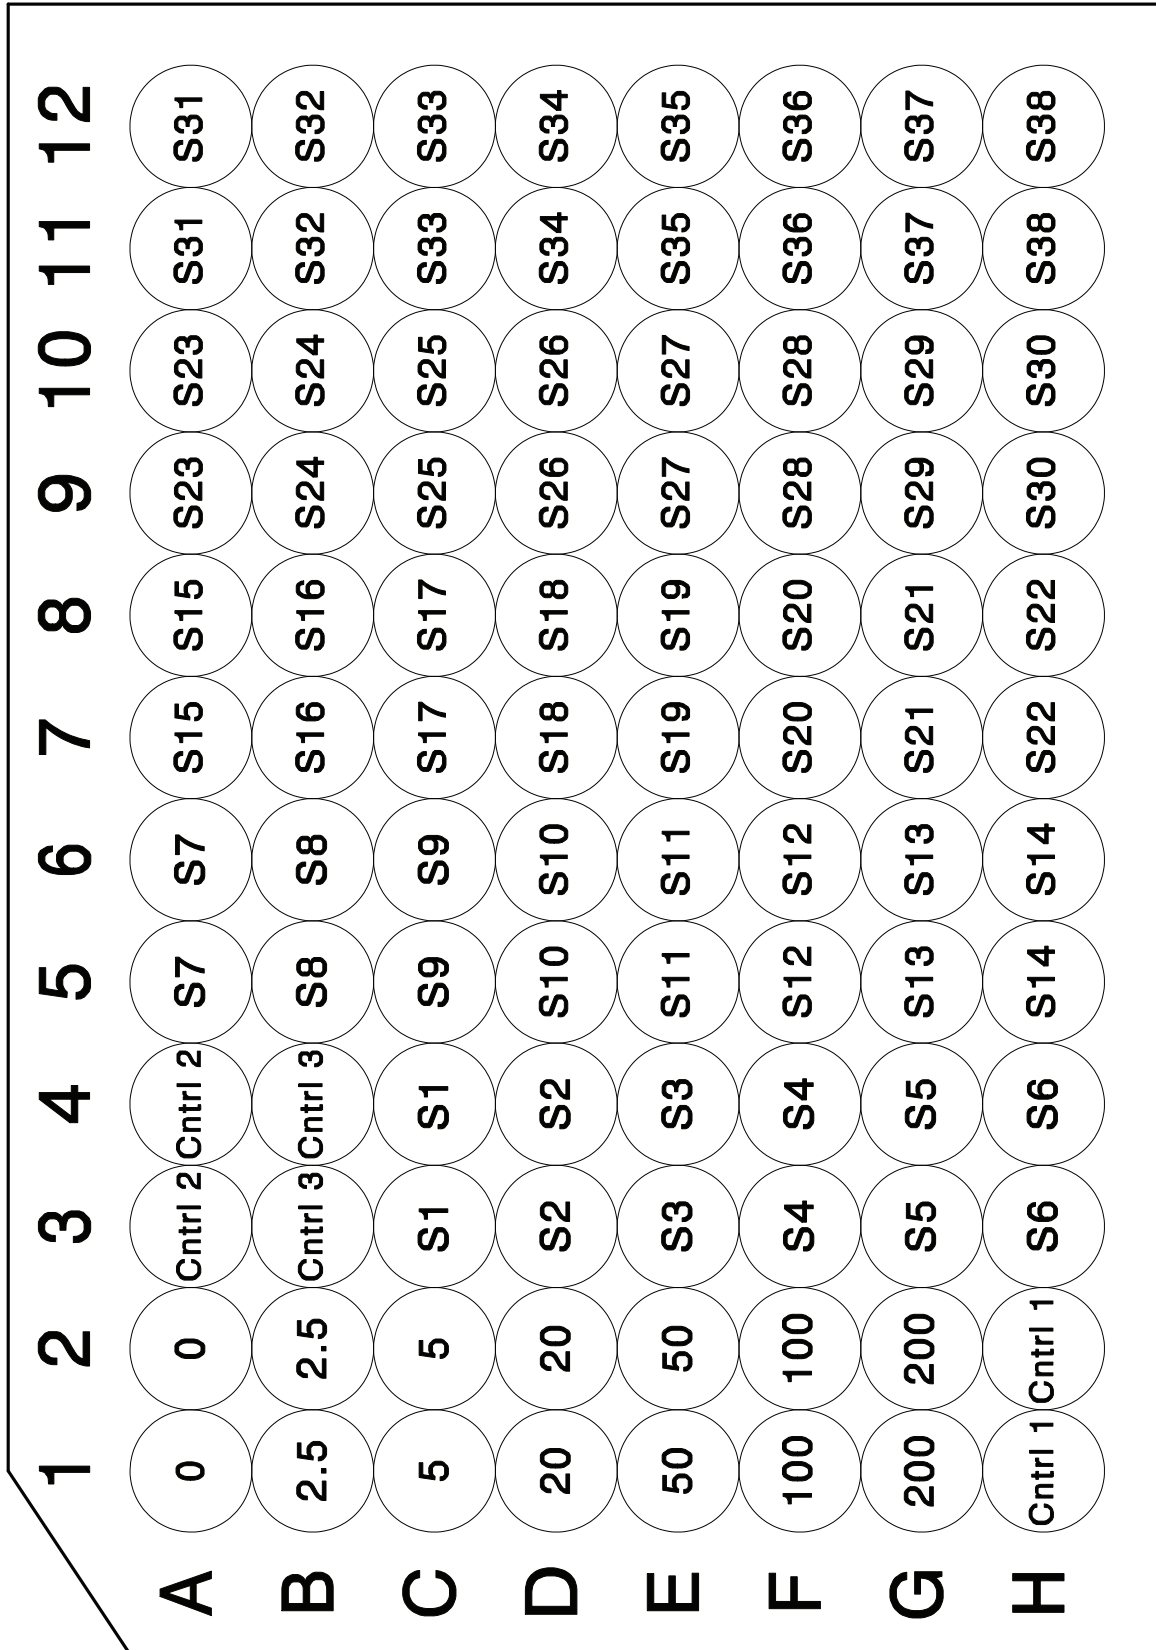 1 2 3 4 5 6 7 8 9 10 11 12
A 0 0 Cntrl 2 Cntrl 2 S7 S7 S15 S15 S23 S23 S31 S31
B 2.5 2.5 Cntrl 3 Cntrl 3 S8 S8 S16 S16 S24 S24 S32 S32
C 5 5 S1 S1 S9 S9 S17 S17 S25 S25 S33 S33
D 20 20 S2 S2 S10 S10 S18 S18 S26 S26 S34 S34
E 50 50 S3 S3 S11 S11 S19 S19 S27 S27 S35 S35
F 100 100 S4 S4 S12 S12 S20 S20 S28 S28 S36 S36
G 200 200 S5 S5 S13 S13 S21 S21 S29 S29 S37 S37
H Cntrl 1 Cntrl 1 S6 S6 S14 S14 S22 S22 S30 S30 S38 S38